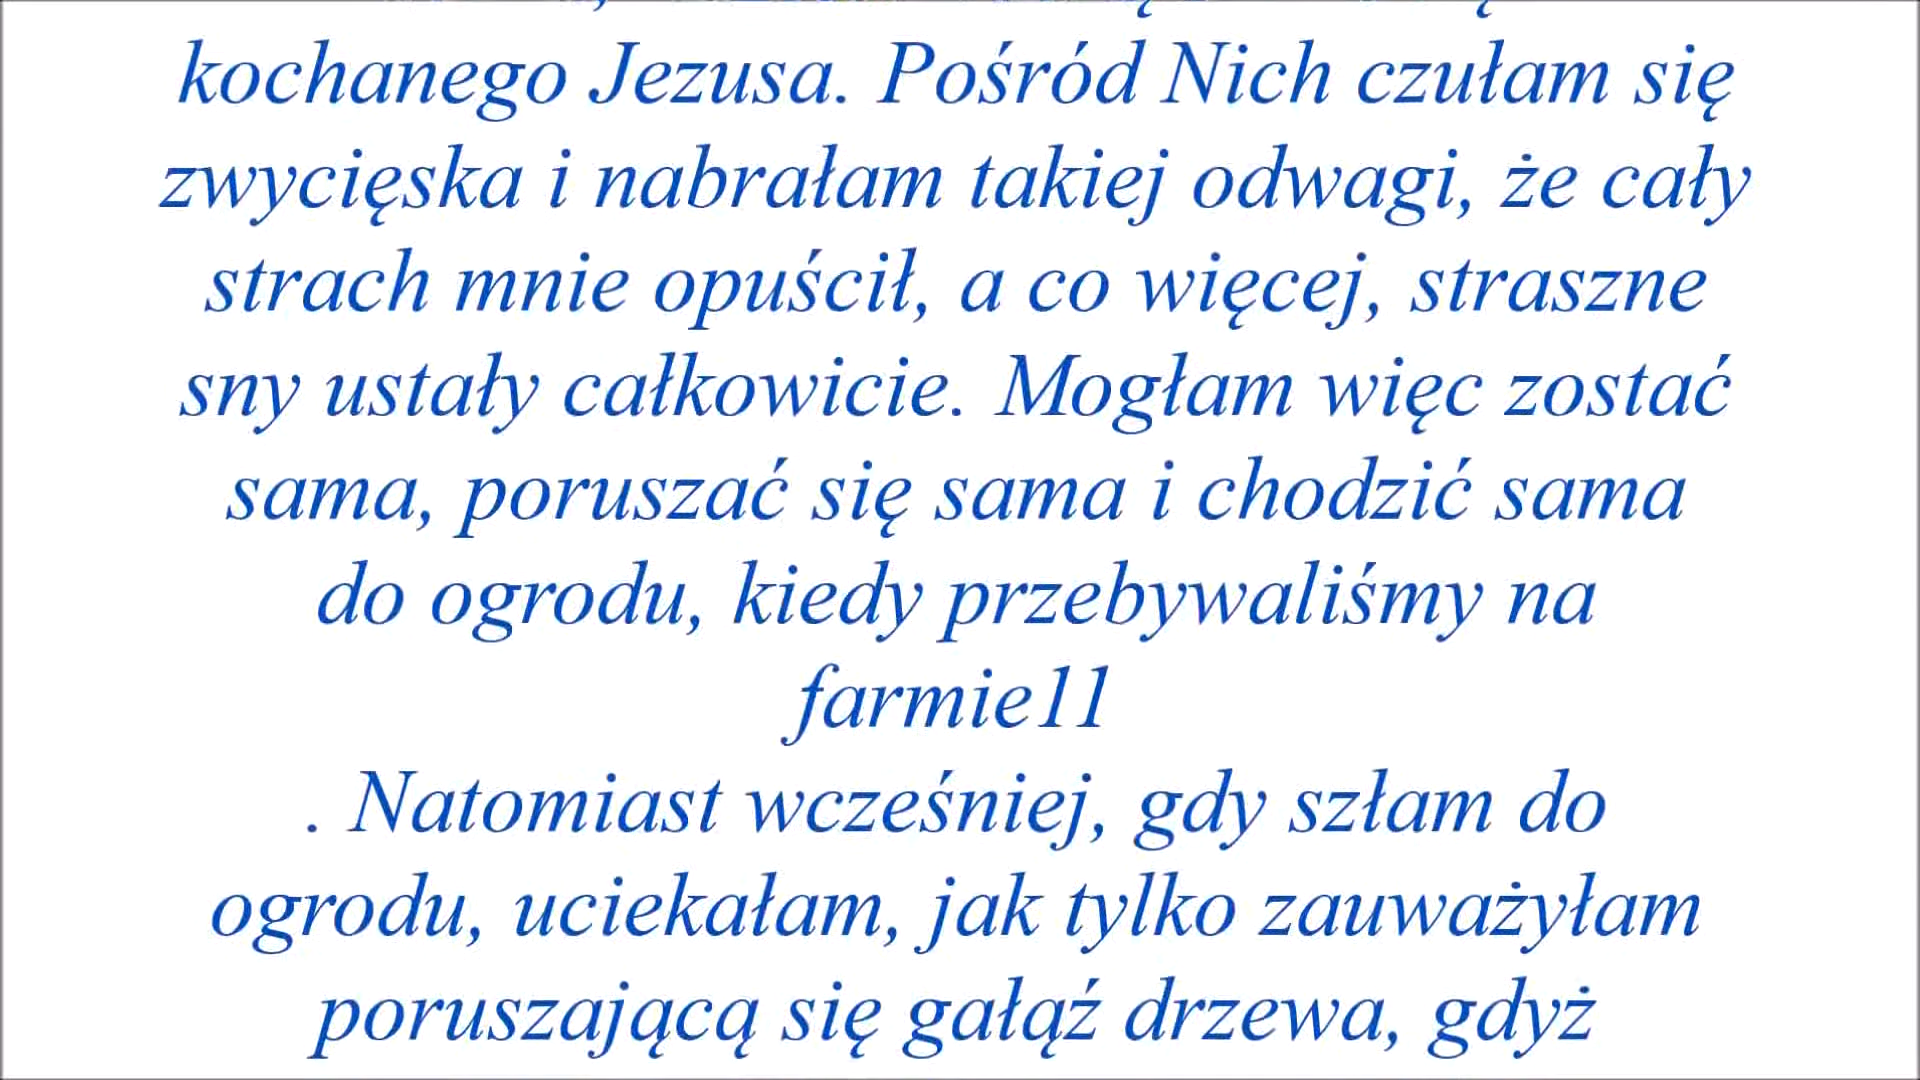 kochanego Jezusa. Pośród Nich czułam się
zwycięska i nabrałam takiej odwagi, że cały
strach mnie opuścił, a co więcej, straszne
sny ustały całkowicie. Mogłam więc zostać
sama, poruszać się sama i chodzić sama
do ogrodu, kiedy przebywaliśmy na
farmie11
. Natomiast wcześniej, gdy szłam do
ogrodu, uciekałam, jak tylko zauważyłam
poruszającą się gałąź drzewa, gdyż